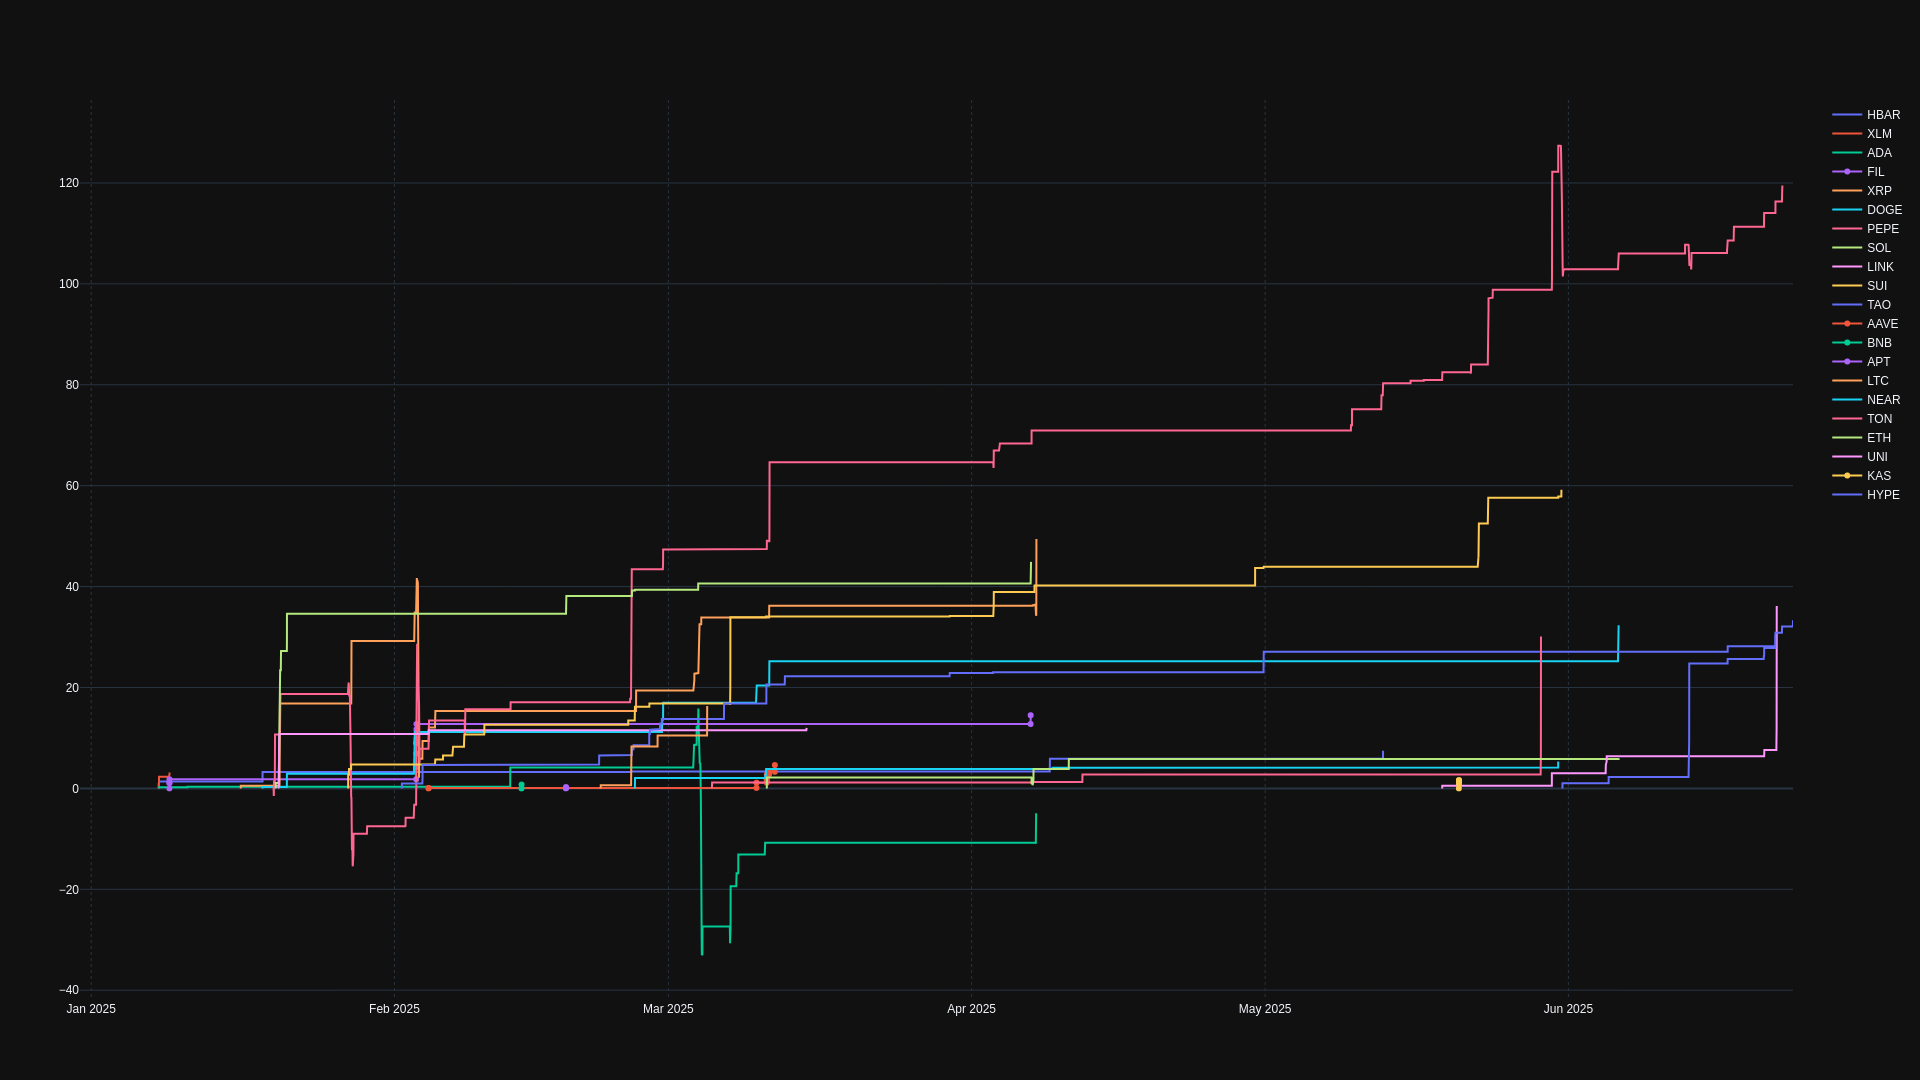 120
100
80
60
40
20
0
−20
−40
Jan 2025
Feb 2025
Mar 2025
Apr 2025
May 2025
Jun 2025
HBAR
XLM
ADA
FIL
XRP
DOGE
PEPE
SOL
LINK
SUI
TAO
AAVE
BNB
APT
LTC
NEAR
TON
ETH
UNI
KAS
HYPE